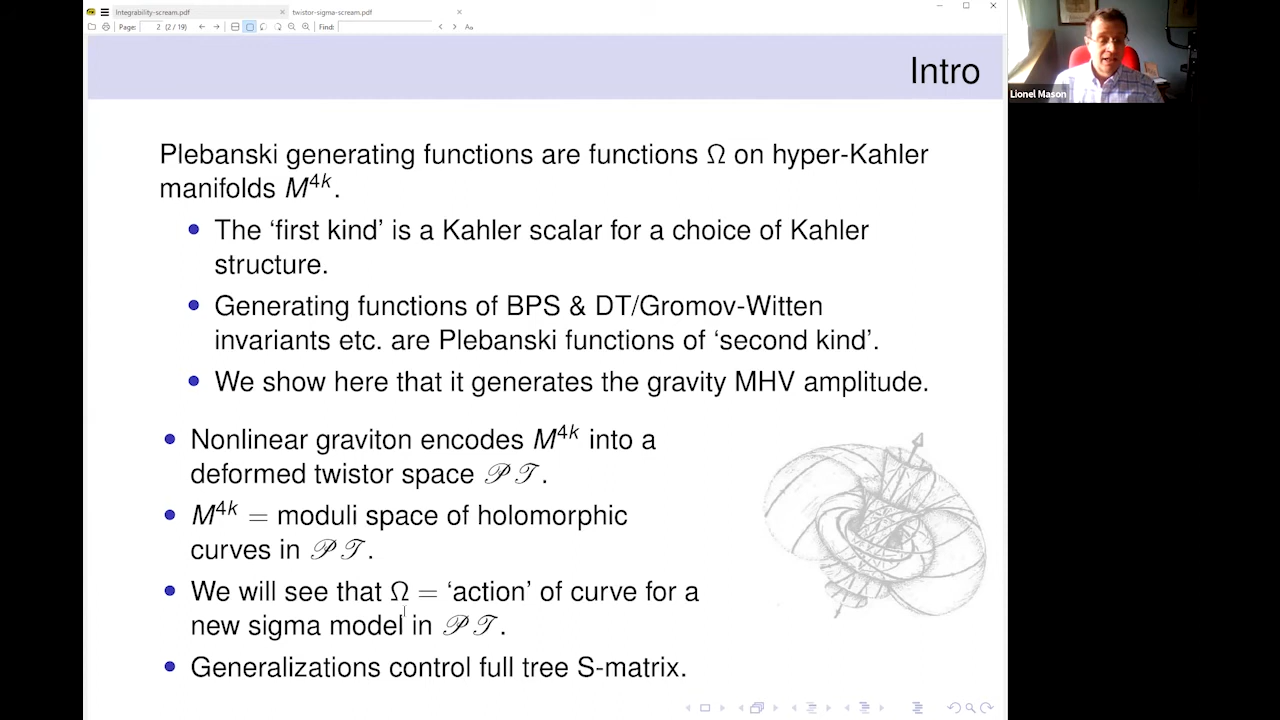 Integrability-scream.pdf
twistor-sigma-scream.pdf
Page: 2 (2 / 19)
Find:
Aa
Intro
Lionel Mason
Plebanski generating functions are functions Ω on hyper-Kahler
manifolds M⁴ᵏ.
• The ‘first kind’ is a Kahler scalar for a choice of Kahler
structure.
• Generating functions of BPS & DT/Gromov-Witten
invariants etc. are Plebanski functions of ‘second kind’.
• We show here that it generates the gravity MHV amplitude.
• Nonlinear graviton encodes M⁴ᵏ into a
deformed twistor space 𝒫𝒯.
• M⁴ᵏ = moduli space of holomorphic
curves in 𝒫𝒯.
• We will see that Ω = ‘action’ of curve for a
new sigma model in 𝒫𝒯.
• Generalizations control full tree S-matrix.